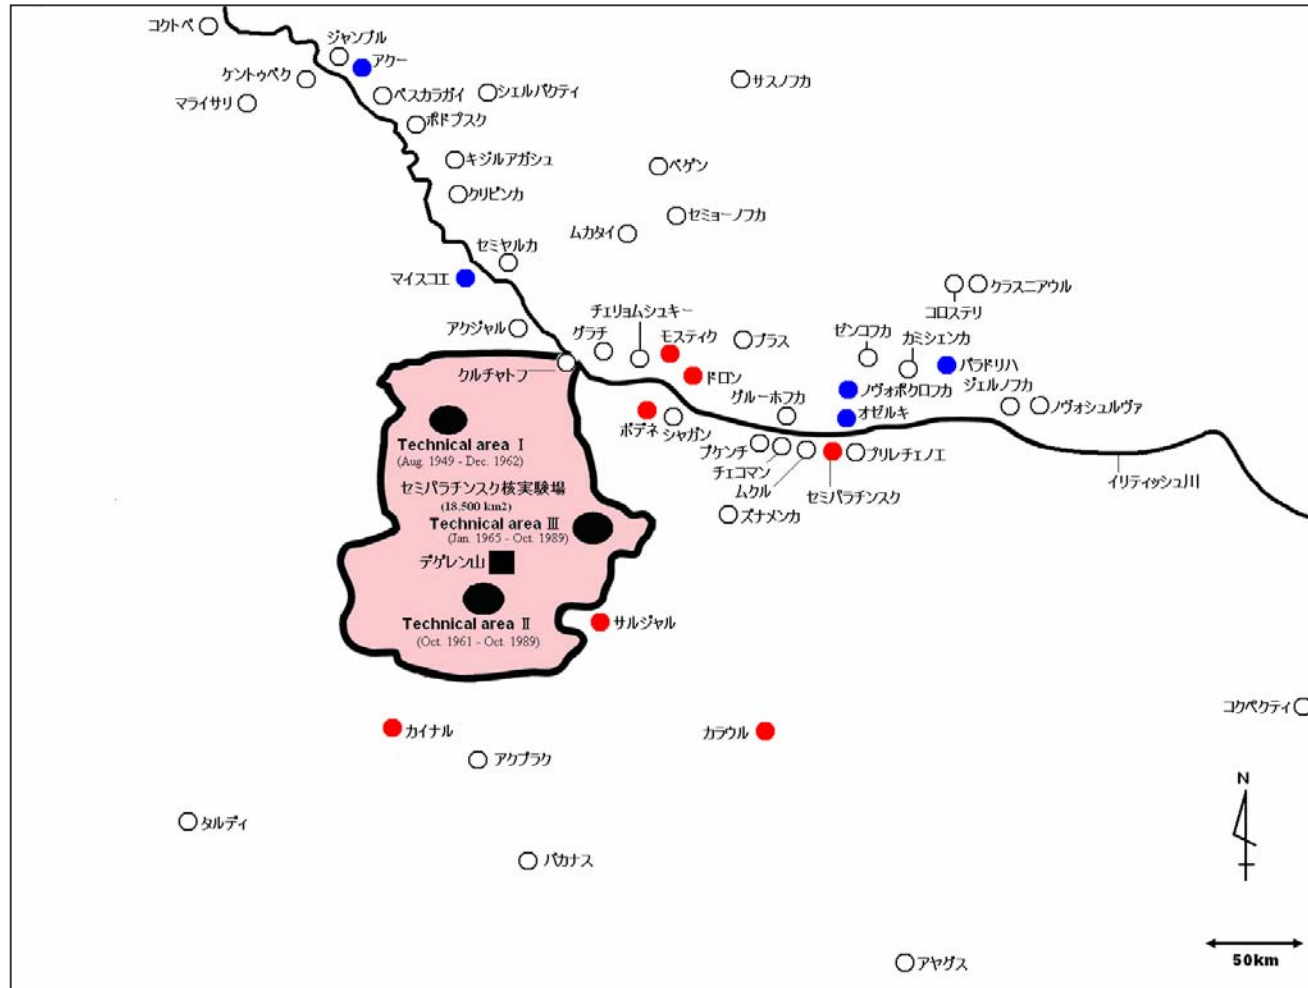 コクトベ
ジャンブル
アクー
ケントゥベク
マライサリ
ベスカラガイ
シェルバクティ
サスノフカ
ポドプスク
キジルアガシュ
ベゲン
クリビンカ
セミョーノフカ
ムカタイ
セミヤルカ
マイスコエ
クラスニアウル
コロステリ
チェリョムシュキー
アクジャル
グラチ
モスティク
ブラス
ゼンコフカ
カミシェンカ
バラドリハ
クルチャトフ
ドロン
ジェルノフカ
ノヴォポクロフカ
グルーホフカ
ノヴォシュルヴァ
オゼルキ
ボデネ
シャガン
ブケンチ
プリレチェノエ
チェコマン
ムクル
セミパラチンスク
イリティッシュ川
ズナメンカ
Technical area Ⅰ
(Aug. 1949 - Dec. 1962)
セミパラチンスク核実験場
(18.500 km2)
Technical area Ⅲ
(Jan. 1965 - Oct. 1989)
デゲレン山
Technical area Ⅱ
(Oct. 1961 - Oct. 1989)
サルジャル
コクペクティ
カイナル
カラウル
アクブラク
N
タルディ
バカナス
50km
アヤグス